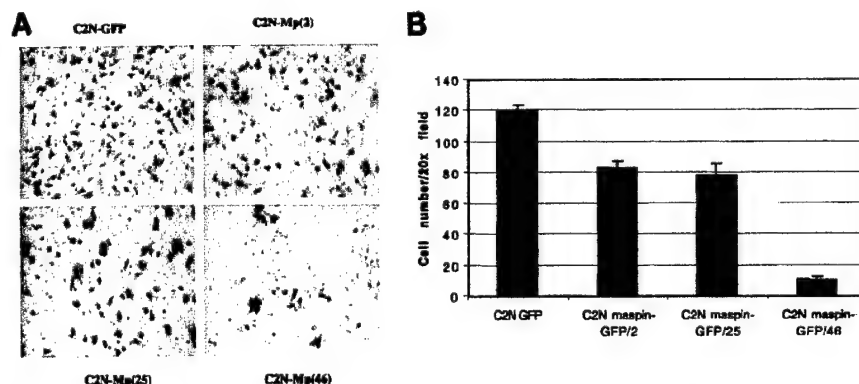 A
C2N-GFP
C2N-Mp(2)
C2N-Mp(25)
C2N-Mp(46)
B
Cell number/20x field
140
120
100
80
60
40
20
0
C2N GFP
C2N maspin-
GFP/2
C2N maspin-
GFP/25
C2N maspin-
GFP/46